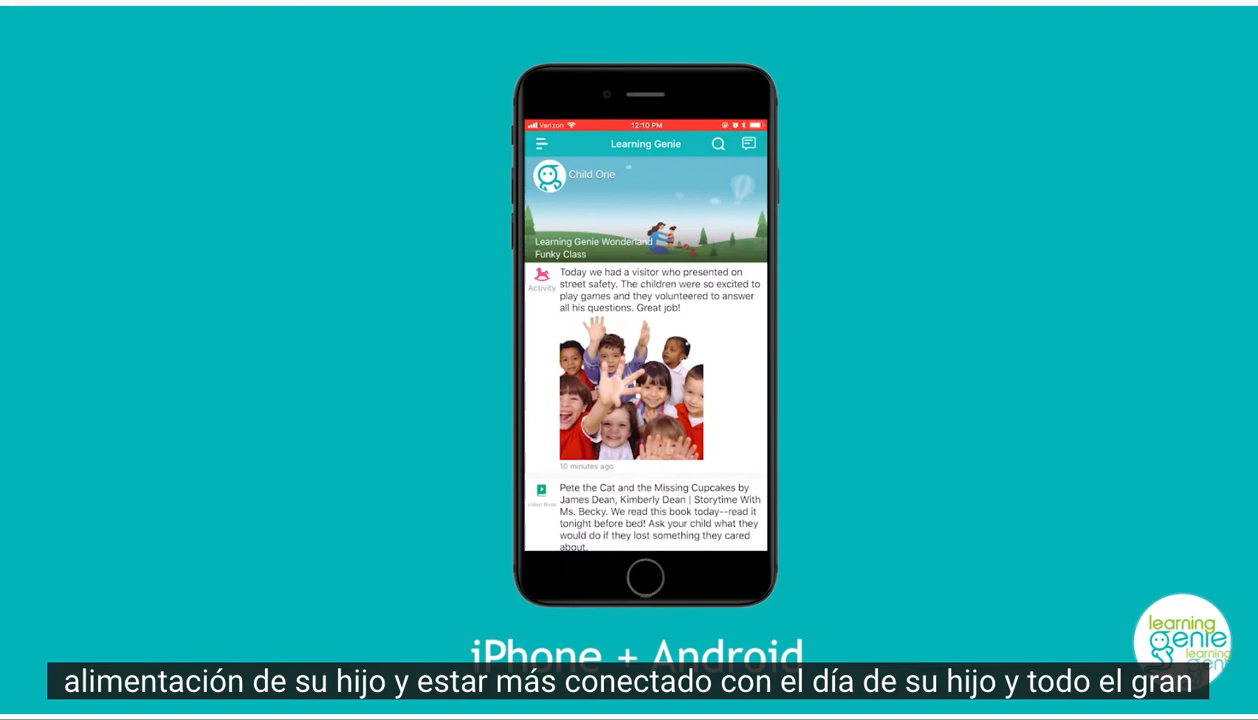 Verizon
12:10 PM
Learning Genie
Child One
Learning Genie Wonderland
Funky Class
Activity
Today we had a visitor who presented on
street safety. The children were so excited to
play games and they volunteered to answer
all his questions. Great job!
10 minutes ago
Video Book
Pete the Cat and the Missing Cupcakes by
James Dean, Kimberly Dean | Storytime With
Ms. Becky. We read this book today--read it
tonight before bed! Ask your child what they
would do if they lost something they cared
about.
iPhone + Android
learning
genie
learning
genie
alimentación de su hijo y estar más conectado con el día de su hijo y todo el gran